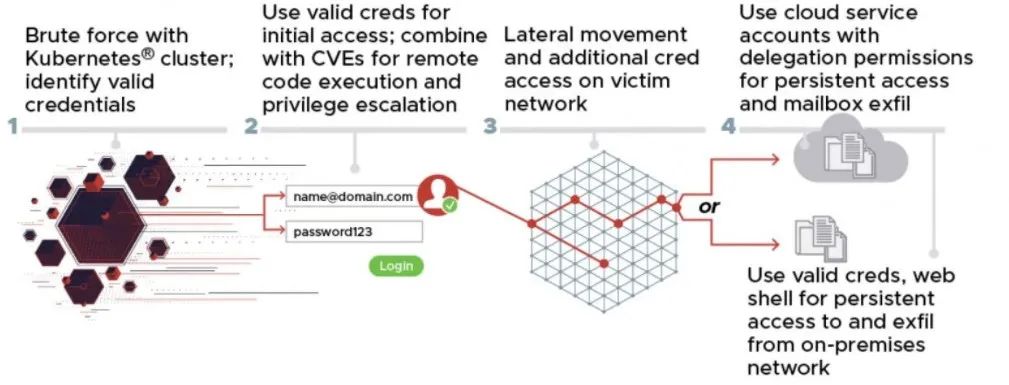 1
Brute force with
Kubernetes® cluster;
identify valid
credentials
2
Use valid creds for
initial access; combine
with CVEs for remote
code execution and
privilege escalation
name@domain.com
password123
Login
3
Lateral movement
and additional cred
access on victim
network
4
Use cloud service
accounts with
delegation permissions
for persistent access
and mailbox exfil
or
Use valid creds, web
shell for persistent
access to and exfil
from on-premises
network